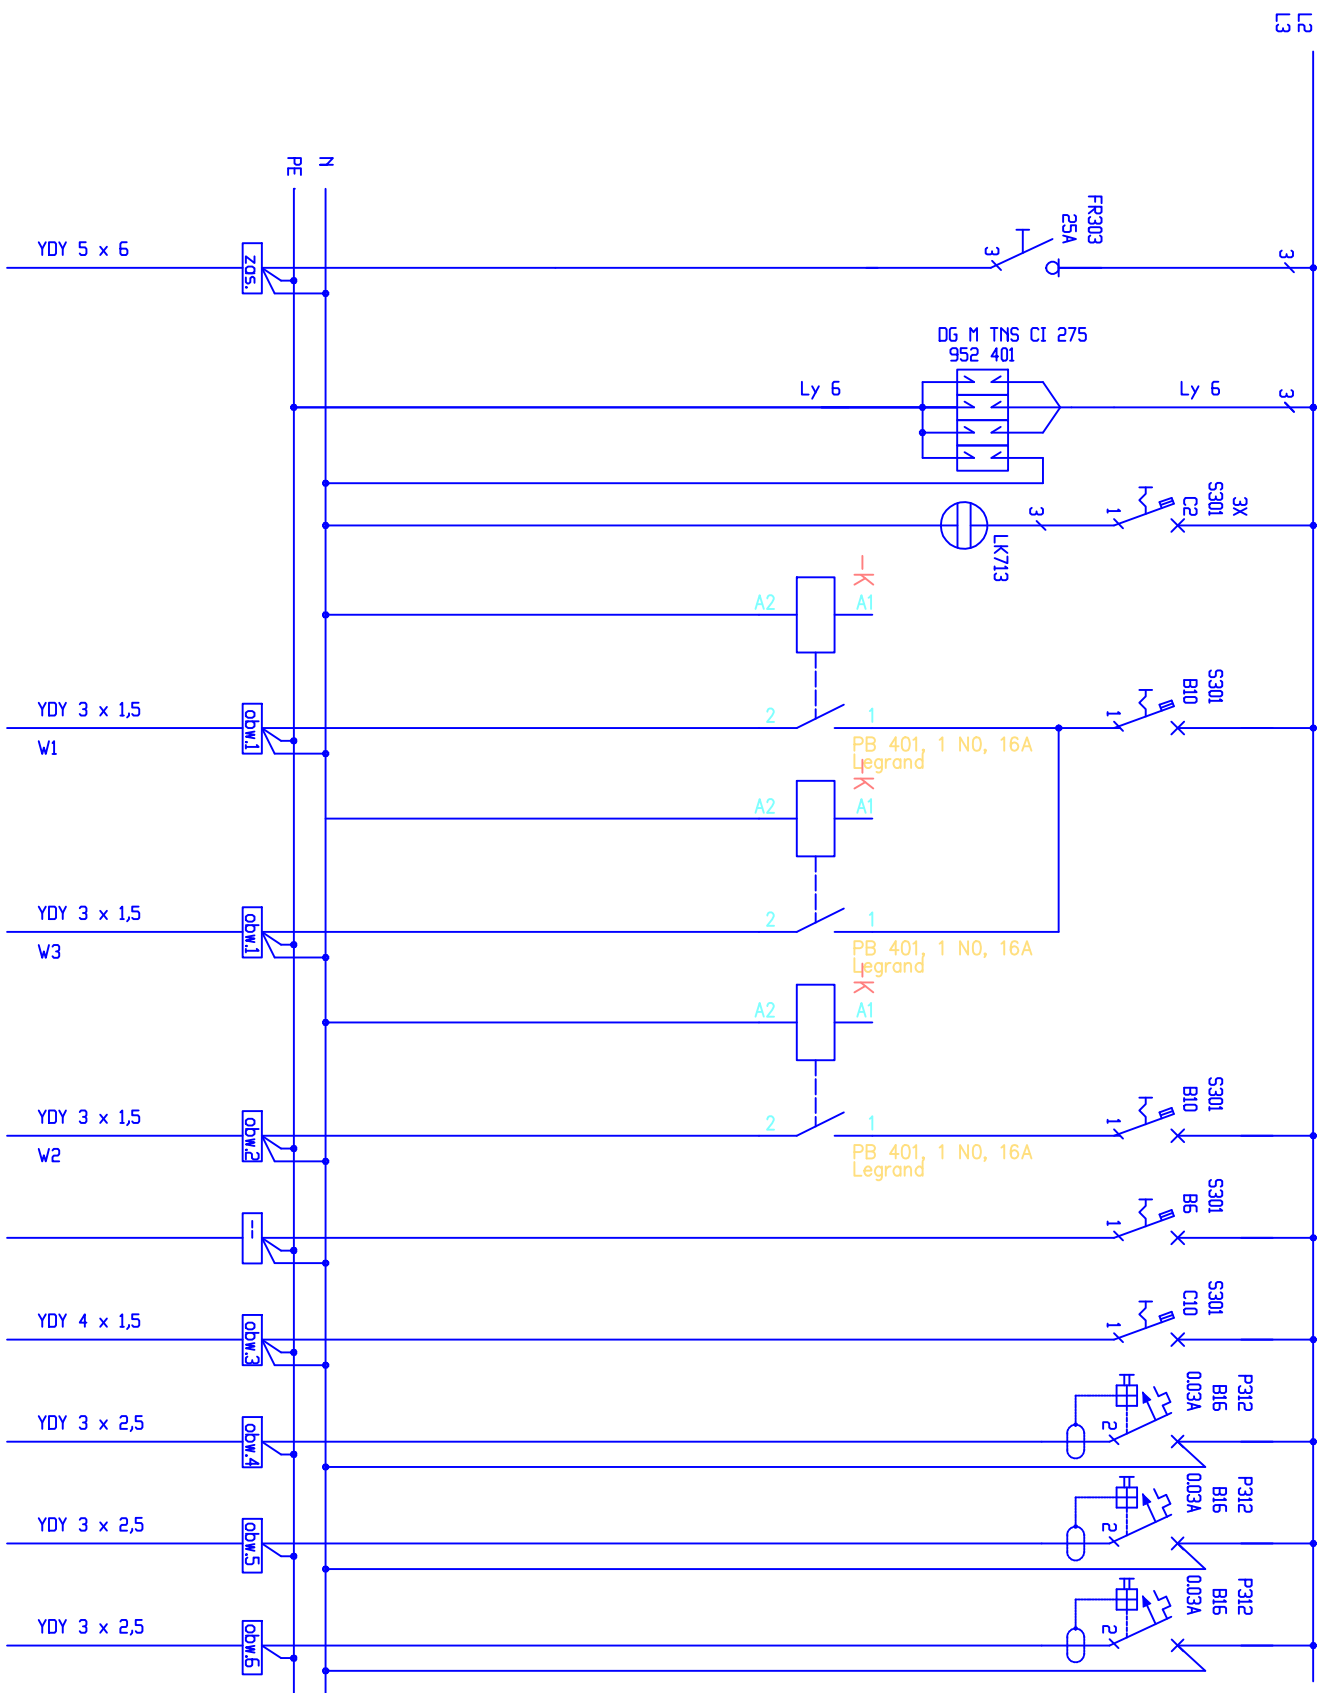 L2
L3
N
PE
FR303
25A
3
3
YDY 5 x 6
zas.
DG M TNS CI 275
952 401
Ly 6
Ly 6
3
3X
S301
C2
1
3
LK713
-K
A2
A1
S301
B10
1
YDY 3 x 1,5
W1
obw.1
2
1
PB 401, 1 NO, 16A
Legrand
-K
A2
A1
YDY 3 x 1,5
W3
obw.1
2
1
PB 401, 1 NO, 16A
Legrand
-K
A2
A1
S301
B10
1
YDY 3 x 1,5
W2
obw.2
2
1
PB 401, 1 NO, 16A
Legrand
S301
B6
1
--
S301
C10
1
YDY 4 x 1,5
obw.3
P312
B16
0.03A
2
YDY 3 x 2,5
obw.4
P312
B16
0.03A
2
YDY 3 x 2,5
obw.5
P312
B16
0.03A
2
YDY 3 x 2,5
obw.6